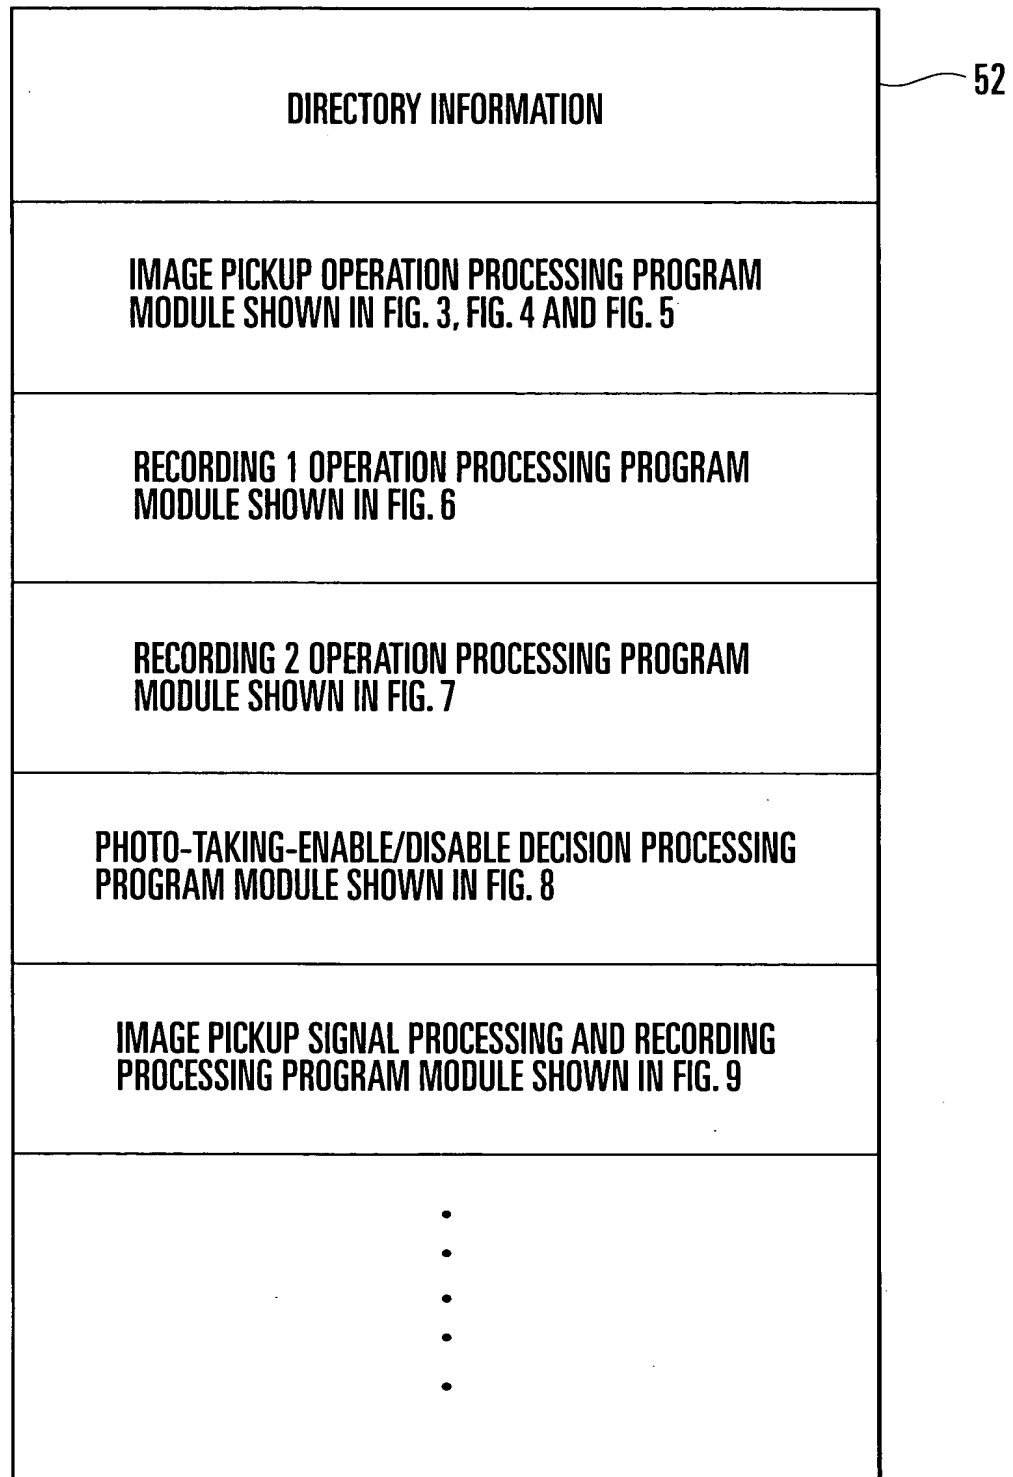 52
DIRECTORY INFORMATION
IMAGE PICKUP OPERATION PROCESSING PROGRAM
MODULE SHOWN IN FIG. 3, FIG. 4 AND FIG. 5
RECORDING 1 OPERATION PROCESSING PROGRAM
MODULE SHOWN IN FIG. 6
RECORDING 2 OPERATION PROCESSING PROGRAM
MODULE SHOWN IN FIG. 7
PHOTO-TAKING-ENABLE/DISABLE DECISION PROCESSING
PROGRAM MODULE SHOWN IN FIG. 8
IMAGE PICKUP SIGNAL PROCESSING AND RECORDING
PROCESSING PROGRAM MODULE SHOWN IN FIG. 9